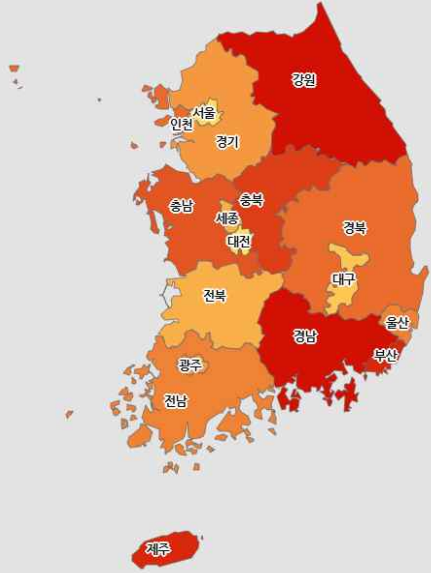 강원
서울
인천
경기
충남
충북
세종
대전
경북
대구
전북
울산
경남
부산
광주
전남
제주